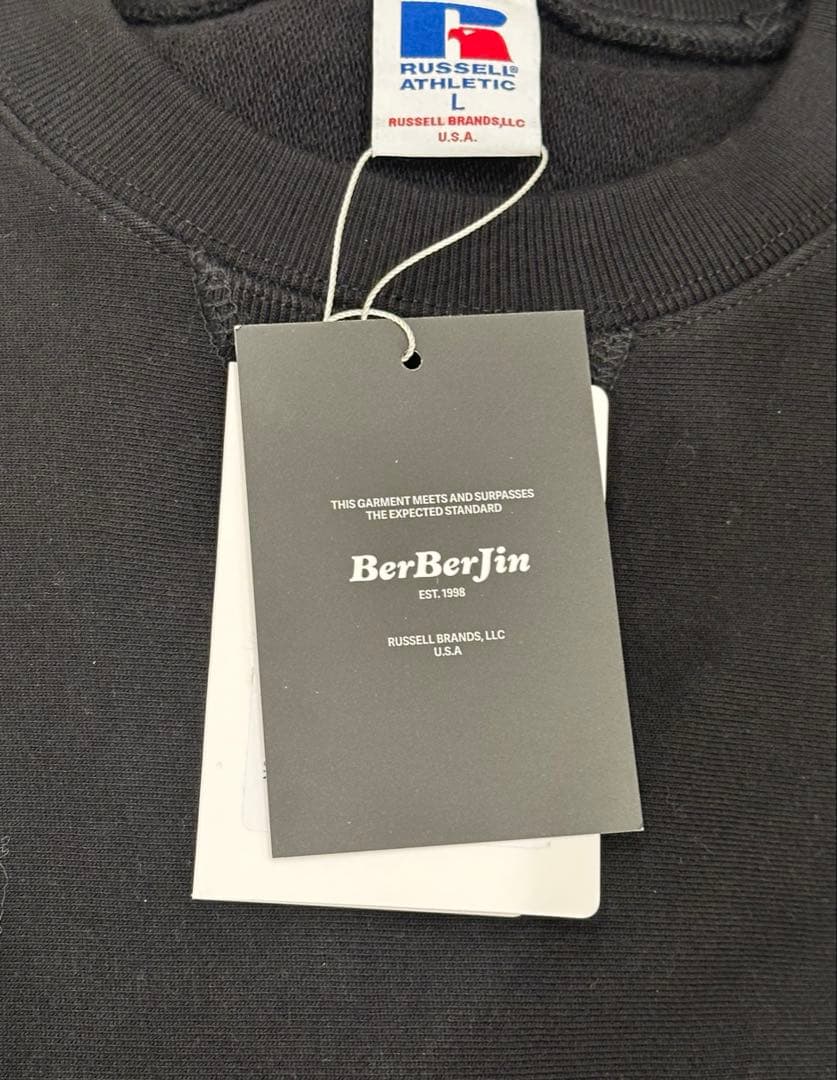 RUSSELL®
ATHLETIC
L
RUSSELL BRANDS,LLC
U.S.A.
THIS GARMENT MEETS AND SURPASSES
THE EXPECTED STANDARD
BerBerJin
EST. 1998
RUSSELL BRANDS, LLC
U.S.A